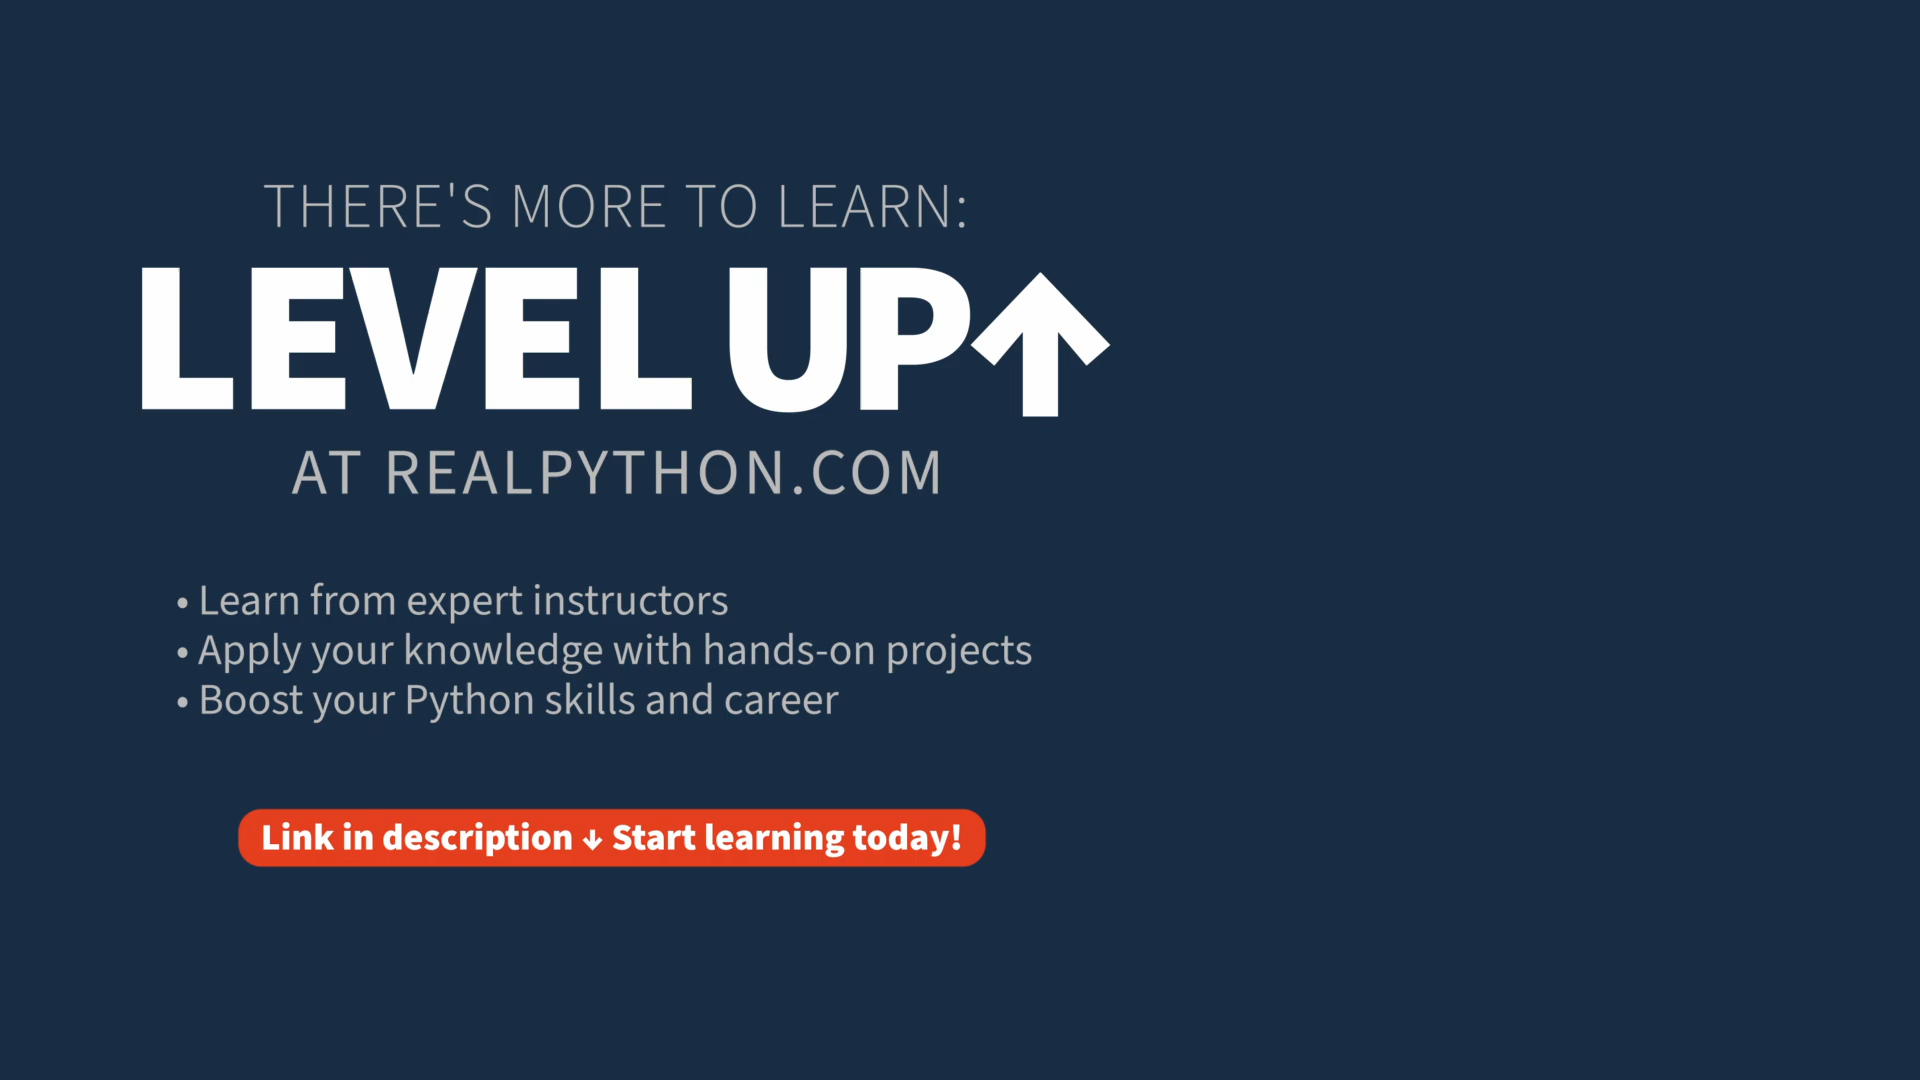 THERE'S MORE TO LEARN:
LEVEL UP↑
AT REALPYTHON.COM
• Learn from expert instructors
• Apply your knowledge with hands-on projects
• Boost your Python skills and career
Link in description ↓ Start learning today!